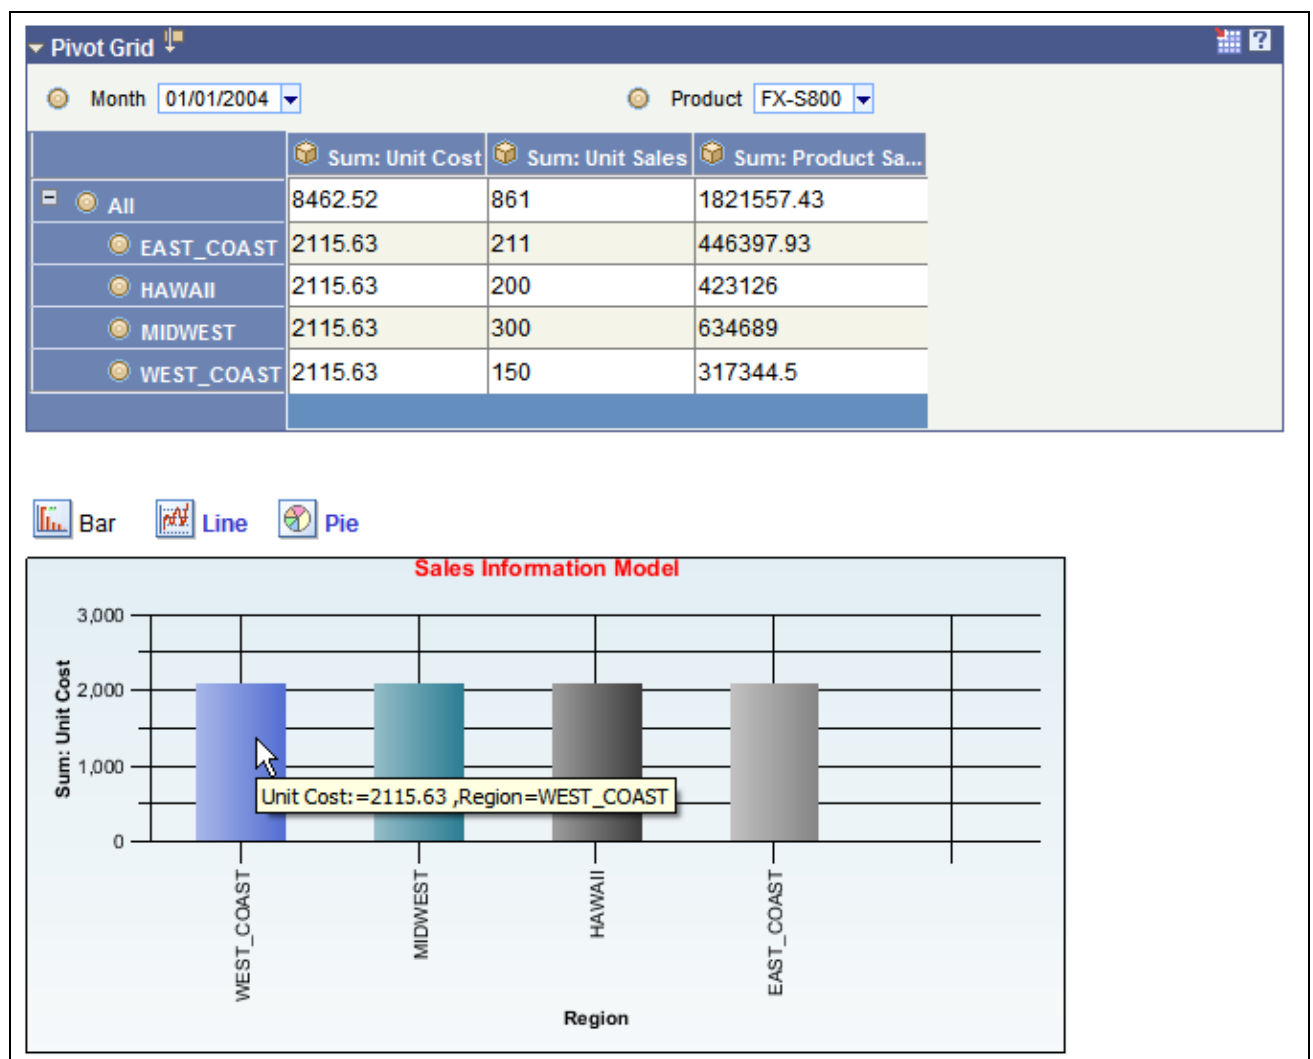 Pivot Grid ?
Month 01/01/2004 Product FX-S800
Sum: Unit Cost Sum: Unit Sales Sum: Product Sa...
All 8462.52 861 1821557.43
EAST_COAST 2115.63 211 446397.93
HAWAII 2115.63 200 423126
MIDWEST 2115.63 300 634689
WEST_COAST 2115.63 150 317344.5
Bar Line Pie
Sales Information Model
3,000
2,000
1,000
0
Sum: Unit Cost
Unit Cost:=2115.63 ,Region=WEST_COAST
WEST_COAST MIDWEST HAWAII EAST_COAST
Region